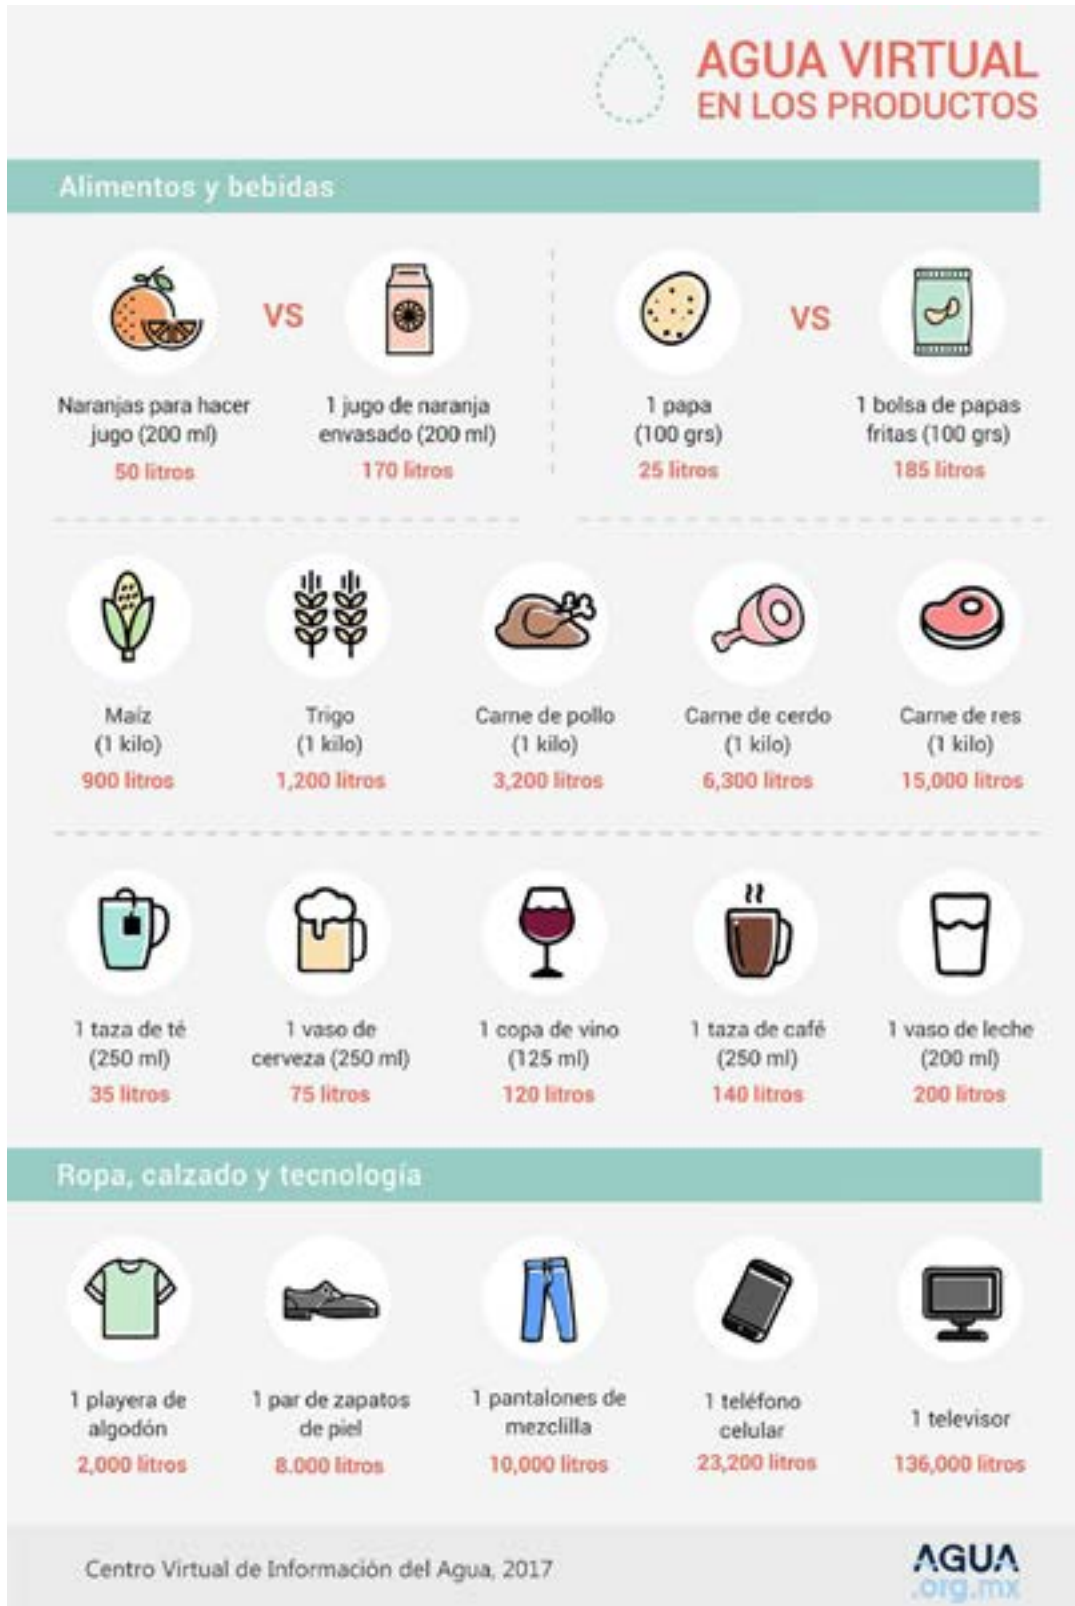 AGUA VIRTUAL
EN LOS PRODUCTOS
Alimentos y bebidas
VS
VS
Naranjas para hacer
jugo (200 ml)
50 litros
1 jugo de naranja
envasado (200 ml)
170 litros
1 papa
(100 grs)
25 litros
1 bolsa de papas
fritas (100 grs)
185 litros
Maíz
(1 kilo)
900 litros
Trigo
(1 kilo)
1,200 litros
Carne de pollo
(1 kilo)
3,200 litros
Carne de cerdo
(1 kilo)
6,300 litros
Carne de res
(1 kilo)
15,000 litros
1 taza de té
(250 ml)
35 litros
1 vaso de
cerveza (250 ml)
75 litros
1 copa de vino
(125 ml)
120 litros
1 taza de café
(250 ml)
140 litros
1 vaso de leche
(200 ml)
200 litros
Ropa, calzado y tecnología
1 playera de
algodón
2,000 litros
1 par de zapatos
de piel
8.000 litros
1 pantalones de
mezclilla
10,000 litros
1 teléfono
celular
23,200 litros
1 televisor
136,000 litros
Centro Virtual de Información del Agua, 2017
AGUA
.org.mx